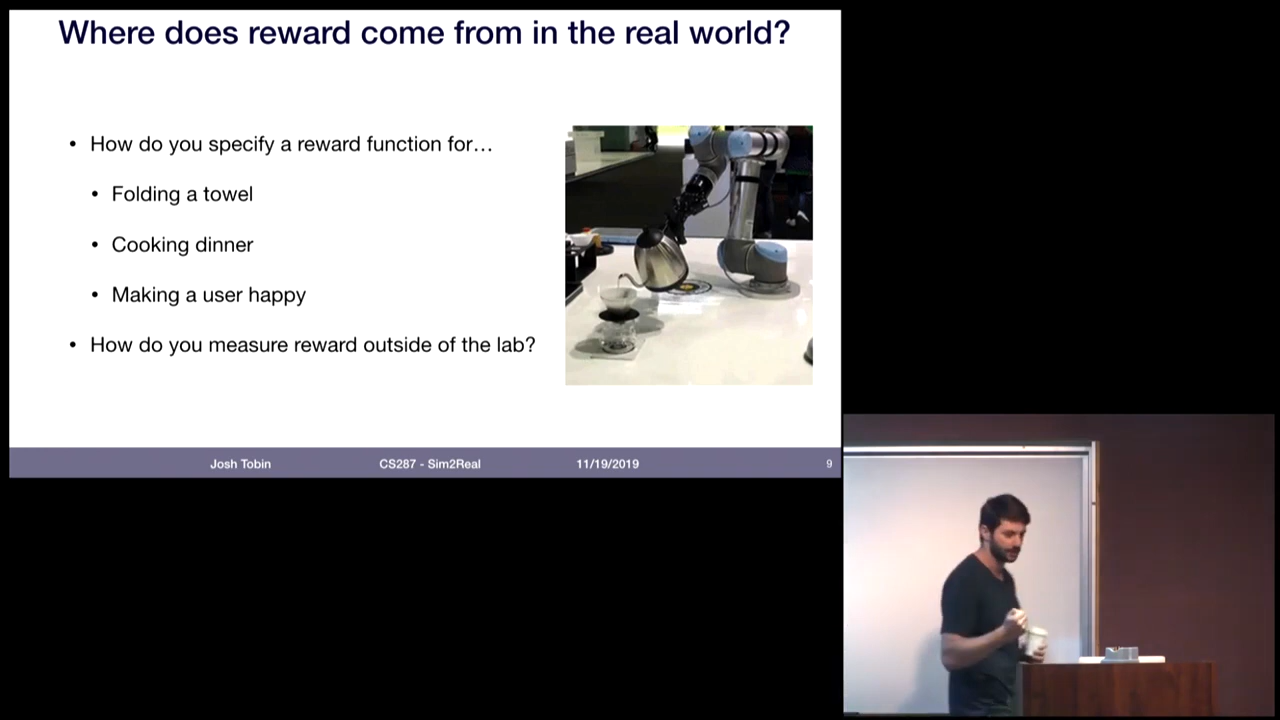 Where does reward come from in the real world?
• How do you specify a reward function for…
• Folding a towel
• Cooking dinner
• Making a user happy
• How do you measure reward outside of the lab?
Josh Tobin CS287 - Sim2Real 11/19/2019 9